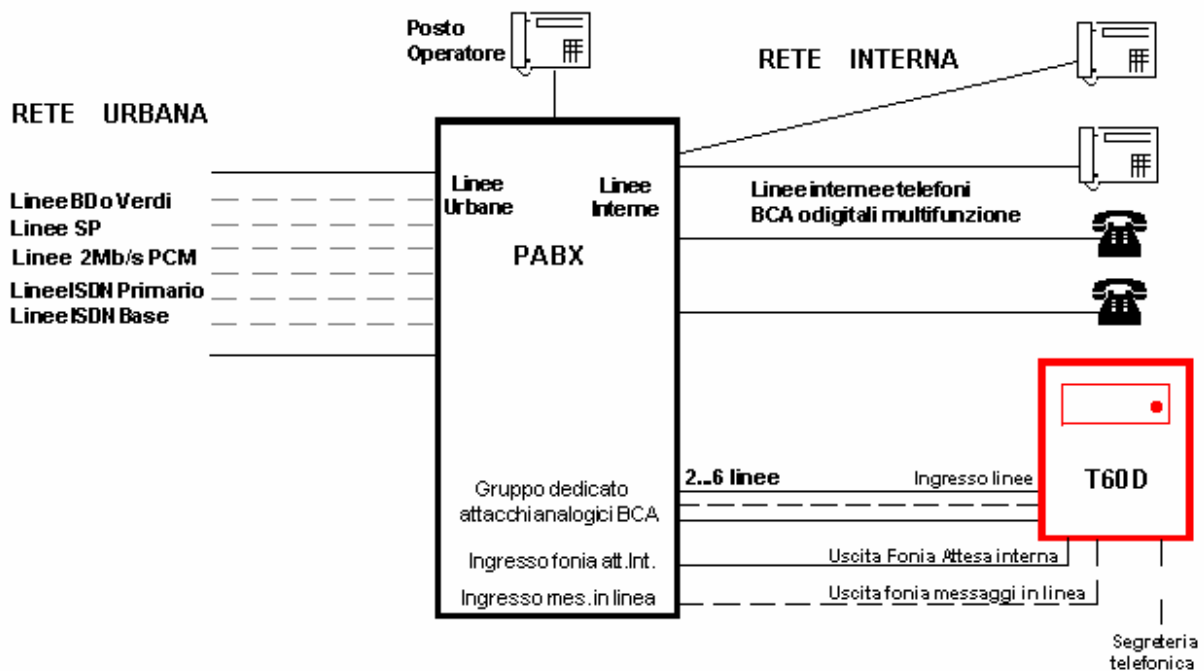 Posto
Operatore
RETE INTERNA
RETE URBANA
Linee BD o Verdi
Linee SP
Linee 2Mb/s PCM
Linee ISDN Primario
Linee ISDN Base
Linee
Urbane
Linee
Interne
PABX
Linee interne e telefoni
BCA o digitali multifunzione
Gruppo dedicato
attacchi analogici BCA
2...6 linee
Ingresso linee
T60D
Ingresso fonia att.Int.
Uscita Fonia Attesa interna
Ingresso mes. in linea
Uscita fonia messaggi in linea
Segreteria
telefonica